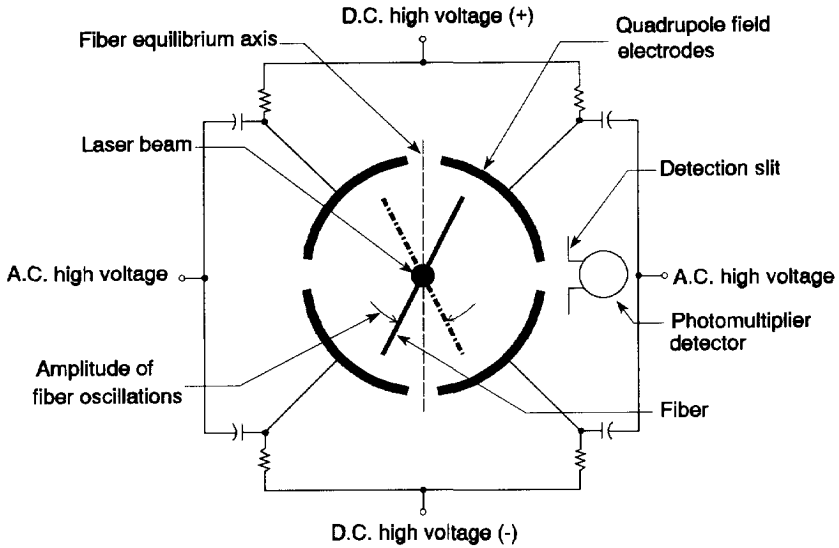 D.C. high voltage (+)
Fiber equilibrium axis
Quadrupole field
electrodes
Laser beam
Detection slit
A.C. high voltage
A.C. high voltage
Photomultiplier
detector
Amplitude of
fiber oscillations
Fiber
D.C. high voltage (-)